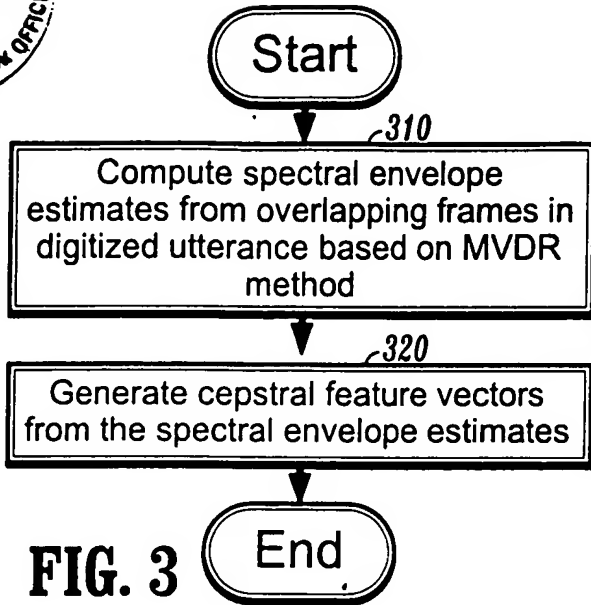 OFFICE
Start
310
Compute spectral envelope
estimates from overlapping frames in
digitized utterance based on MVDR
method
320
Generate cepstral feature vectors
from the spectral envelope estimates
End
FIG. 3